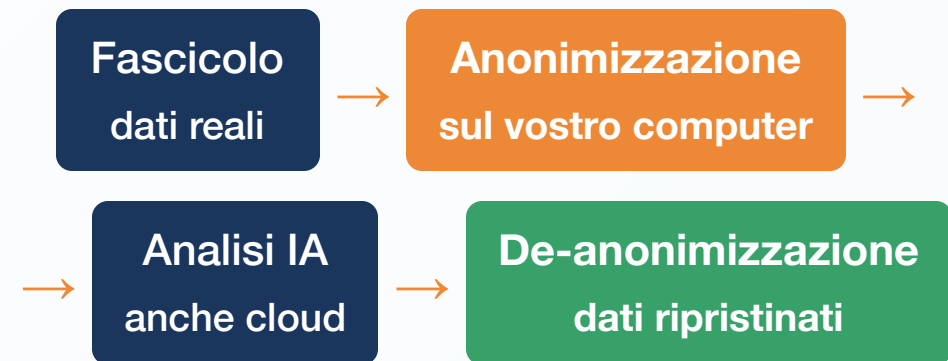 Fascicolo
dati reali
→
Anonimizzazione
sul vostro computer
→
→
Analisi IA
anche cloud
→
De-anonimizzazione
dati ripristinati